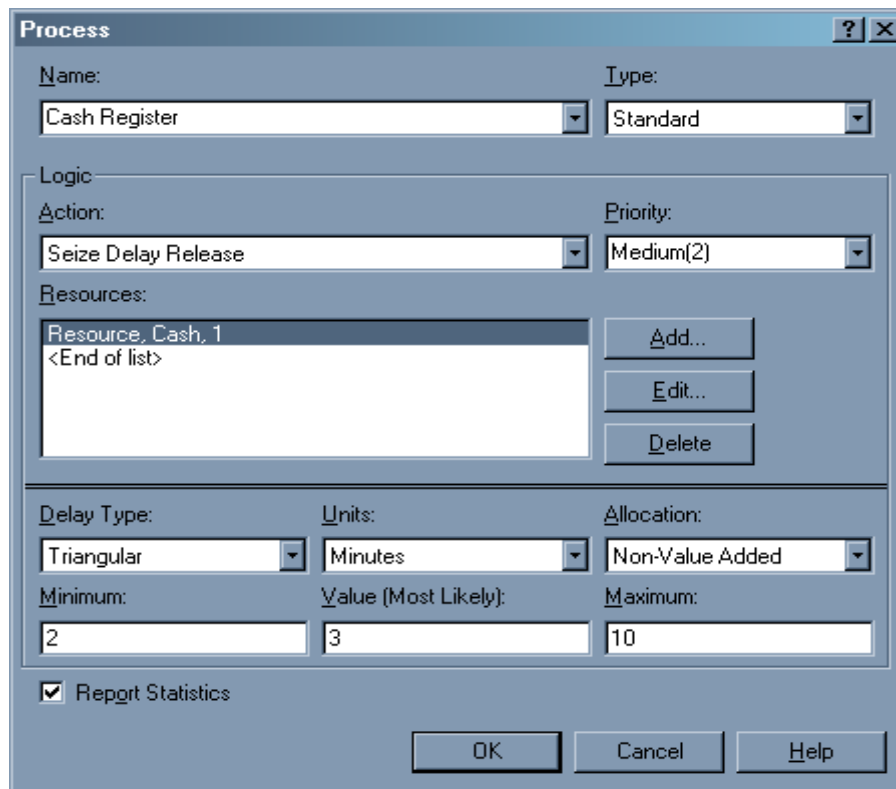 Process
Name: Type:
Cash Register Standard
Logic
Action: Priority:
Seize Delay Release Medium(2)
Resources:
Resource, Cash, 1 Add...
<End of list>
Edit...
Delete
Delay Type: Units: Allocation:
Triangular Minutes Non-Value Added
Minimum: Value (Most Likely): Maximum:
2 3 10
Report Statistics
OK Cancel Help